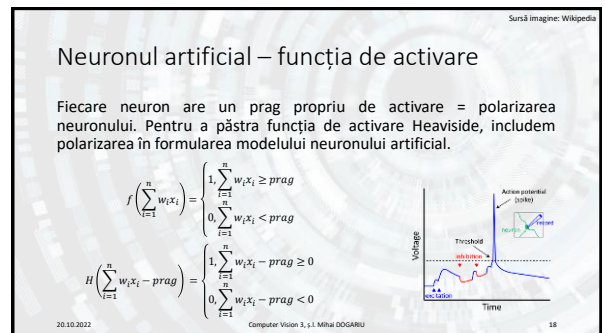 Sursă imagine: Wikipedia
Neuronul artificial – funcția de activare
Fiecare neuron are un prag propriu de activare = polarizarea
neuronului. Pentru a păstra funcția de activare Heaviside, includem
polarizarea în formularea modelului neuronului artificial.
f(∑_{i=1}^{n} w_i x_i) = { 1, ∑_{i=1}^{n} w_i x_i ≥ prag
0, ∑_{i=1}^{n} w_i x_i < prag
H(∑_{i=1}^{n} w_i x_i − prag) = { 1, ∑_{i=1}^{n} w_i x_i − prag ≥ 0
0, ∑_{i=1}^{n} w_i x_i − prag < 0
Action potential
(spike)
record
neuron
Threshold
inhibition
excitation
Voltage
Time
20.10.2022
Computer Vision 3, ș.l. Mihai DOGARIU
18